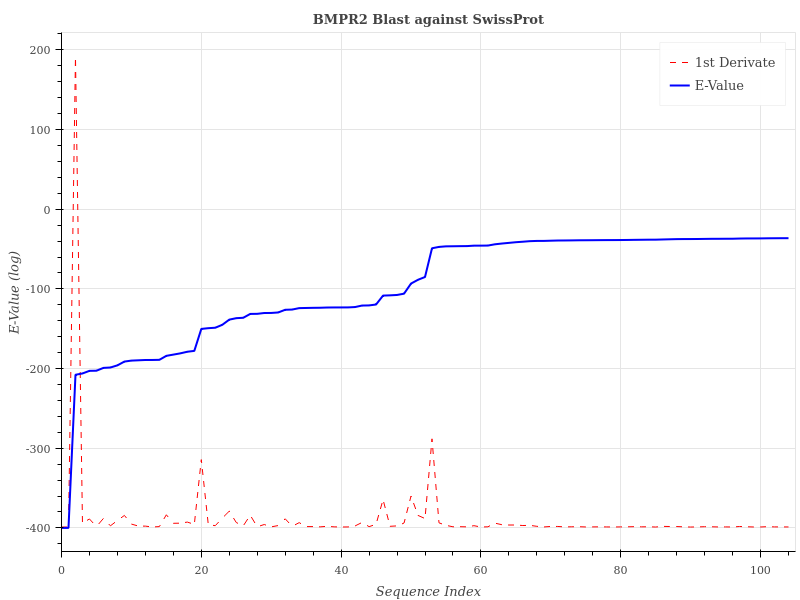 BMPR2 Blast against SwissProt
1st Derivate
E-Value
200
100
0
-100
-200
-300
-400
E-Value (log)
0
20
40
60
80
100
Sequence Index